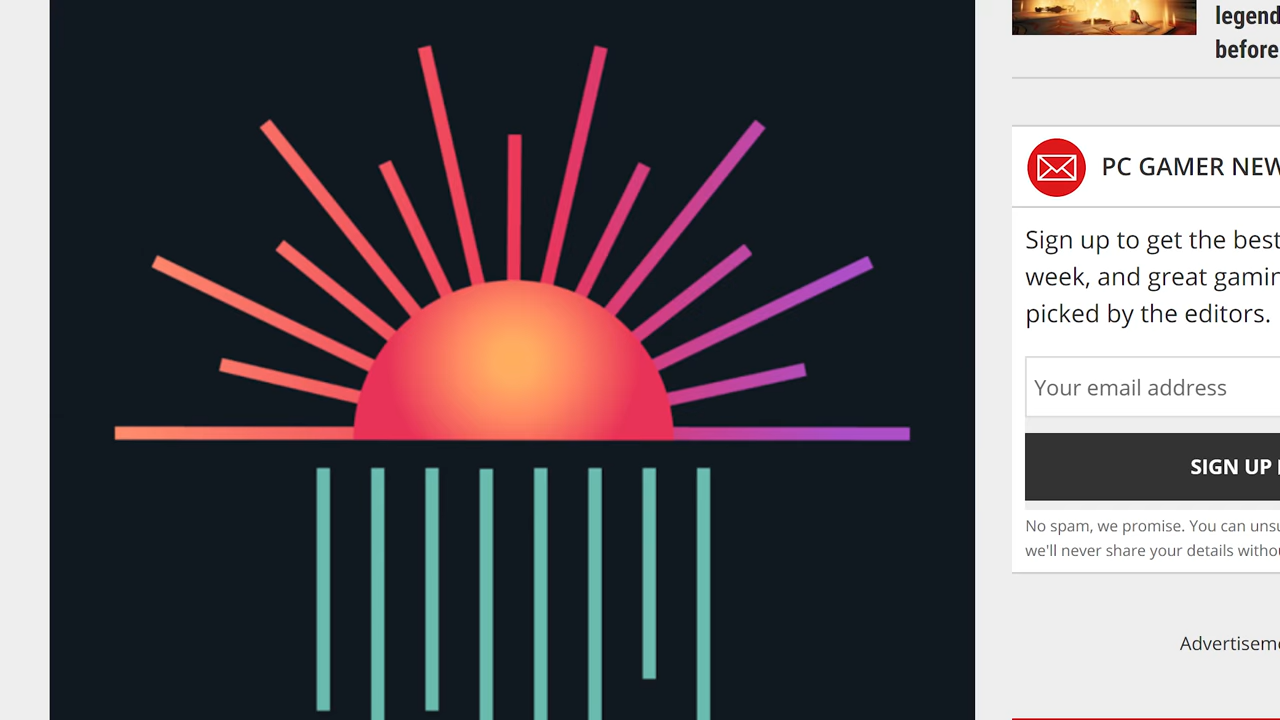 legend
before
PC GAMER NEW
Sign up to get the best
week, and great gamin
picked by the editors.
Your email address
SIGN UP
No spam, we promise. You can unsu
we'll never share your details withou
Advertisem